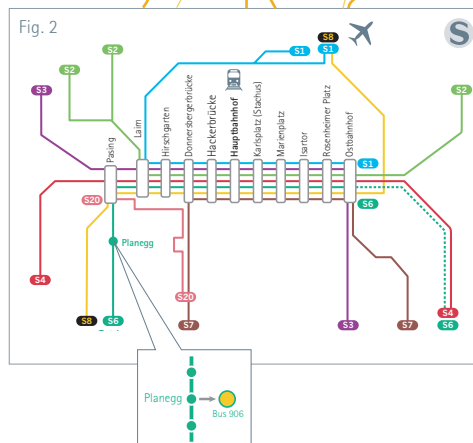 Fig. 2
S
S8
S1
S1
S2
S2
S3
S2
Pasing
Laim
Hirschgarten
Donnersbergerbrücke
Hackerbrücke
Hauptbahnhof
Karlsplatz (Stachus)
Marienplatz
Isartor
Rosenheimer Platz
Ostbahnhof
S1
S20
S6
Planegg
S4
S20
S4
S8
S6
S7
S3
S7
S6
Planegg
Bus 906